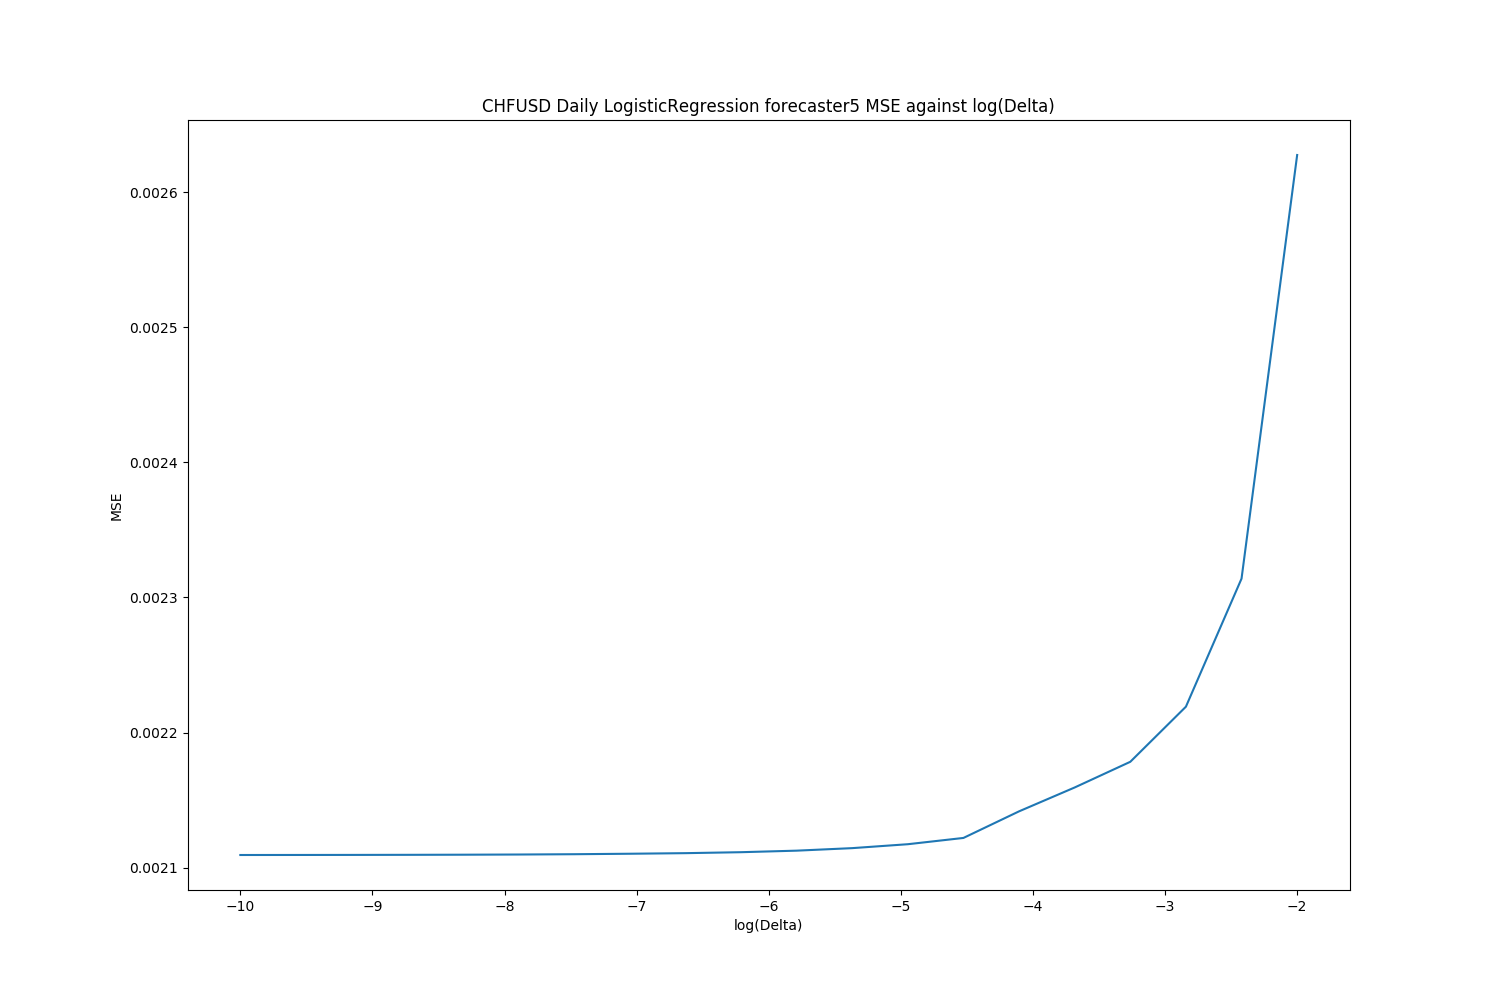 CHFUSD Daily LogisticRegression forecaster5 MSE against log(Delta)
0.0026
0.0025
0.0024
MSE
0.0023
0.0022
0.0021
−10 −9 −8 −7 −6 −5 −4 −3 −2
log(Delta)